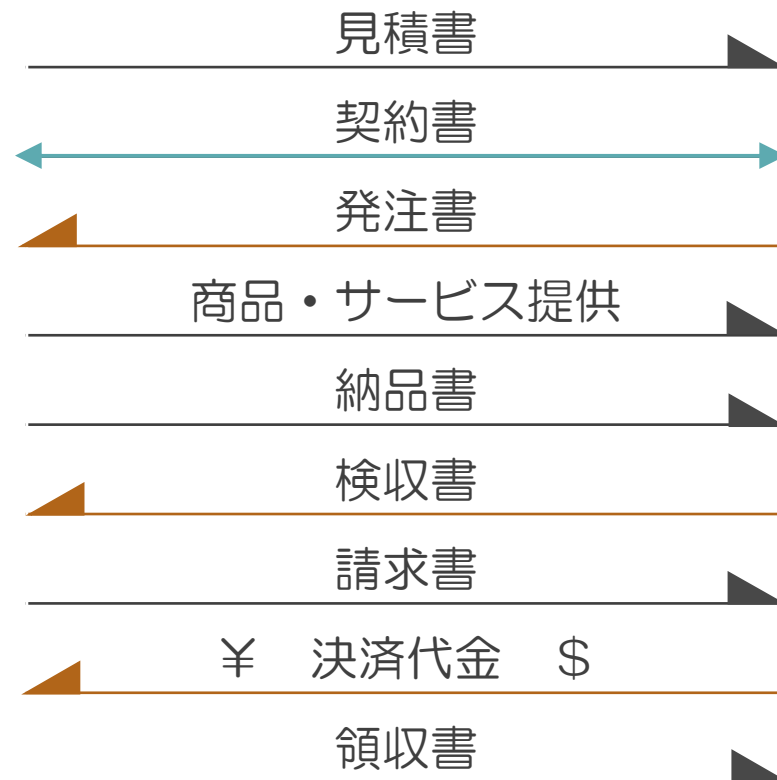 見積書
契約書
発注書
商品・サービス提供
納品書
検収書
請求書
¥　決済代金　$
領収書